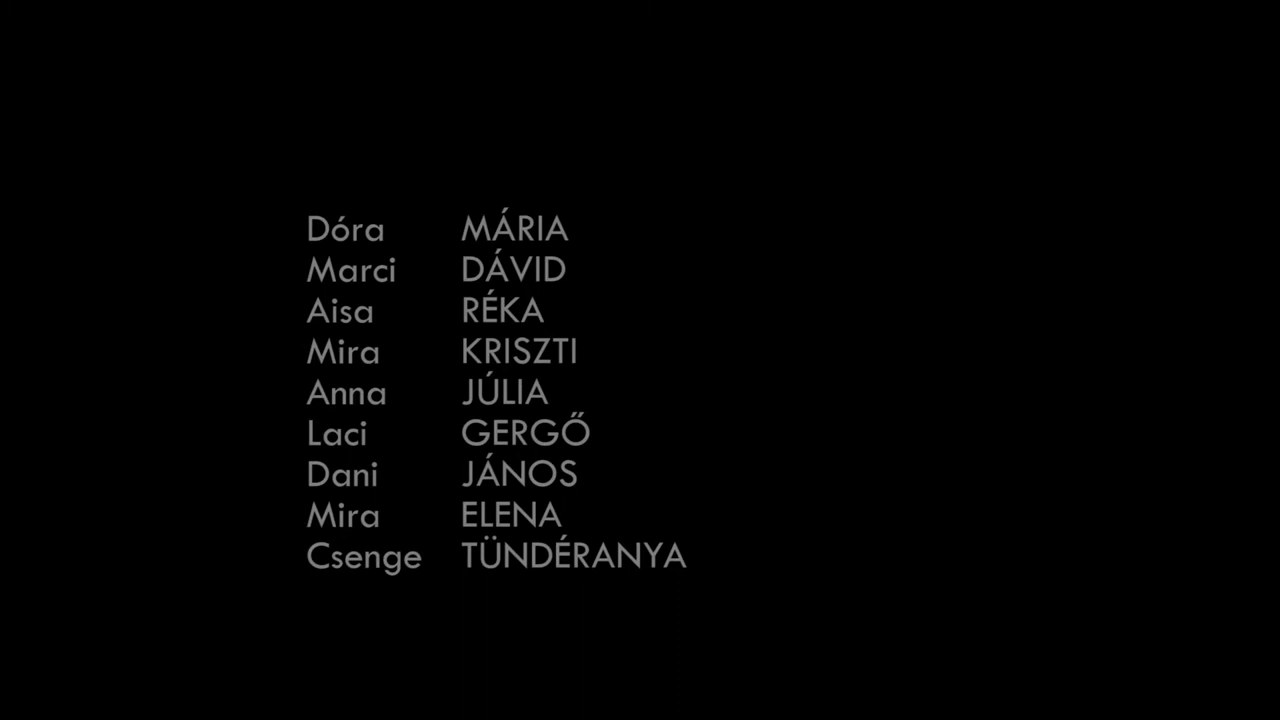 Dóra MÁRIA
Marci DÁVID
Aisa RÉKA
Mira KRISZTI
Anna JÚLIA
Laci GERGŐ
Dani JÁNOS
Mira ELENA
Csenge TÜNDÉRANYA